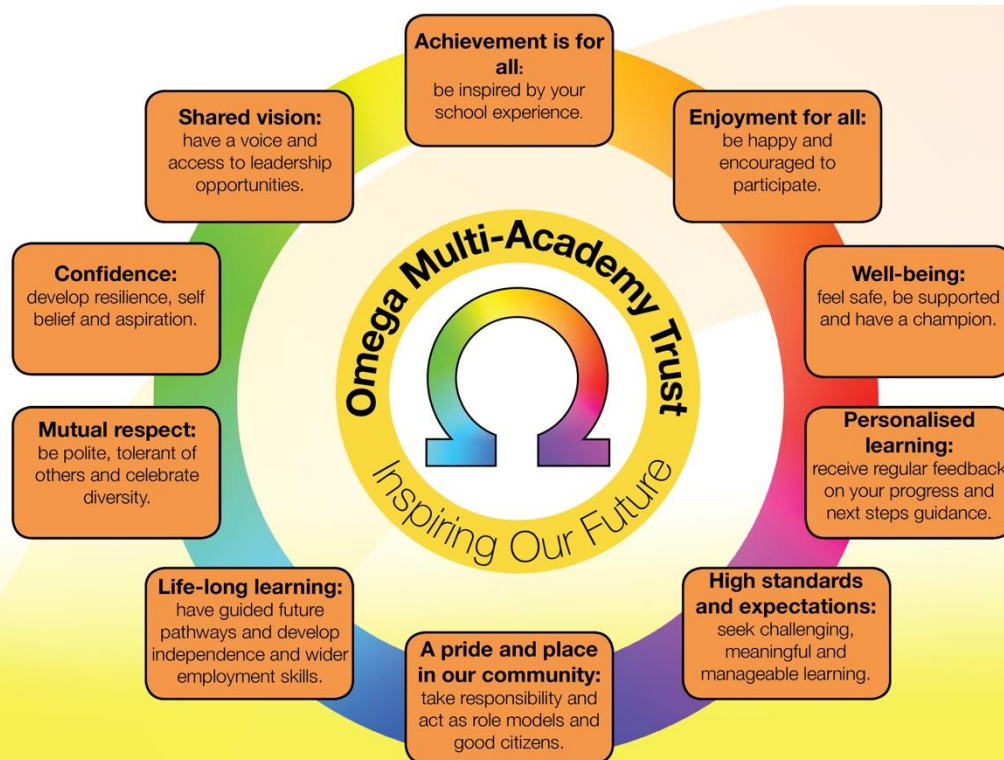 Achievement is for
all:
be inspired by your
school experience.
Enjoyment for all:
be happy and
encouraged to
participate.
Well-being:
feel safe, be supported
and have a champion.
Personalised
learning:
receive regular feedback
on your progress and
next steps guidance.
High standards
and expectations:
seek challenging,
meaningful and
manageable learning.
A pride and place
in our community:
take responsibility and
act as role models and
good citizens.
Life-long learning:
have guided future
pathways and develop
independence and wider
employment skills.
Mutual respect:
be polite, tolerant of
others and celebrate
diversity.
Confidence:
develop resilience, self
belief and aspiration.
Shared vision:
have a voice and
access to leadership
opportunities.
Omega Multi-Academy Trust
Ω
Inspiring Our Future